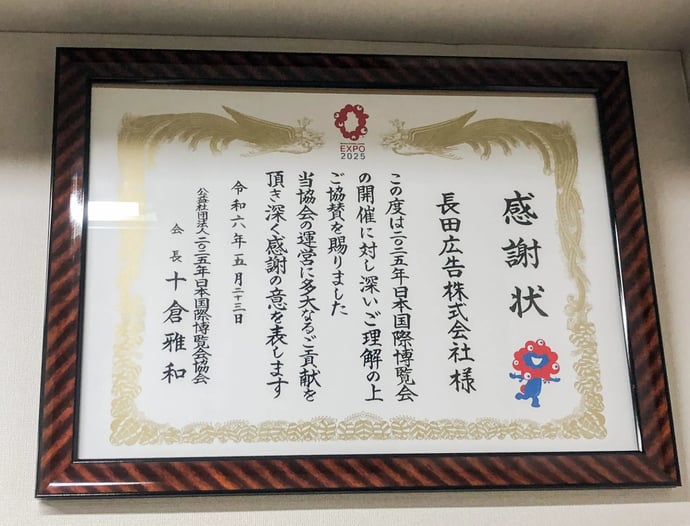 EXPO
2025
感謝状
長田広告株式会社 様
この度は二〇二五年日本国際博覧会
の開催に対し深いご理解の上
ご協賛を賜りました
当協会の運営に多大なるご貢献を
頂き深く感謝の意を表します
令和六年五月二十三日
公益社団法人二〇二五年日本国際博覧会協会
会長 十倉雅和